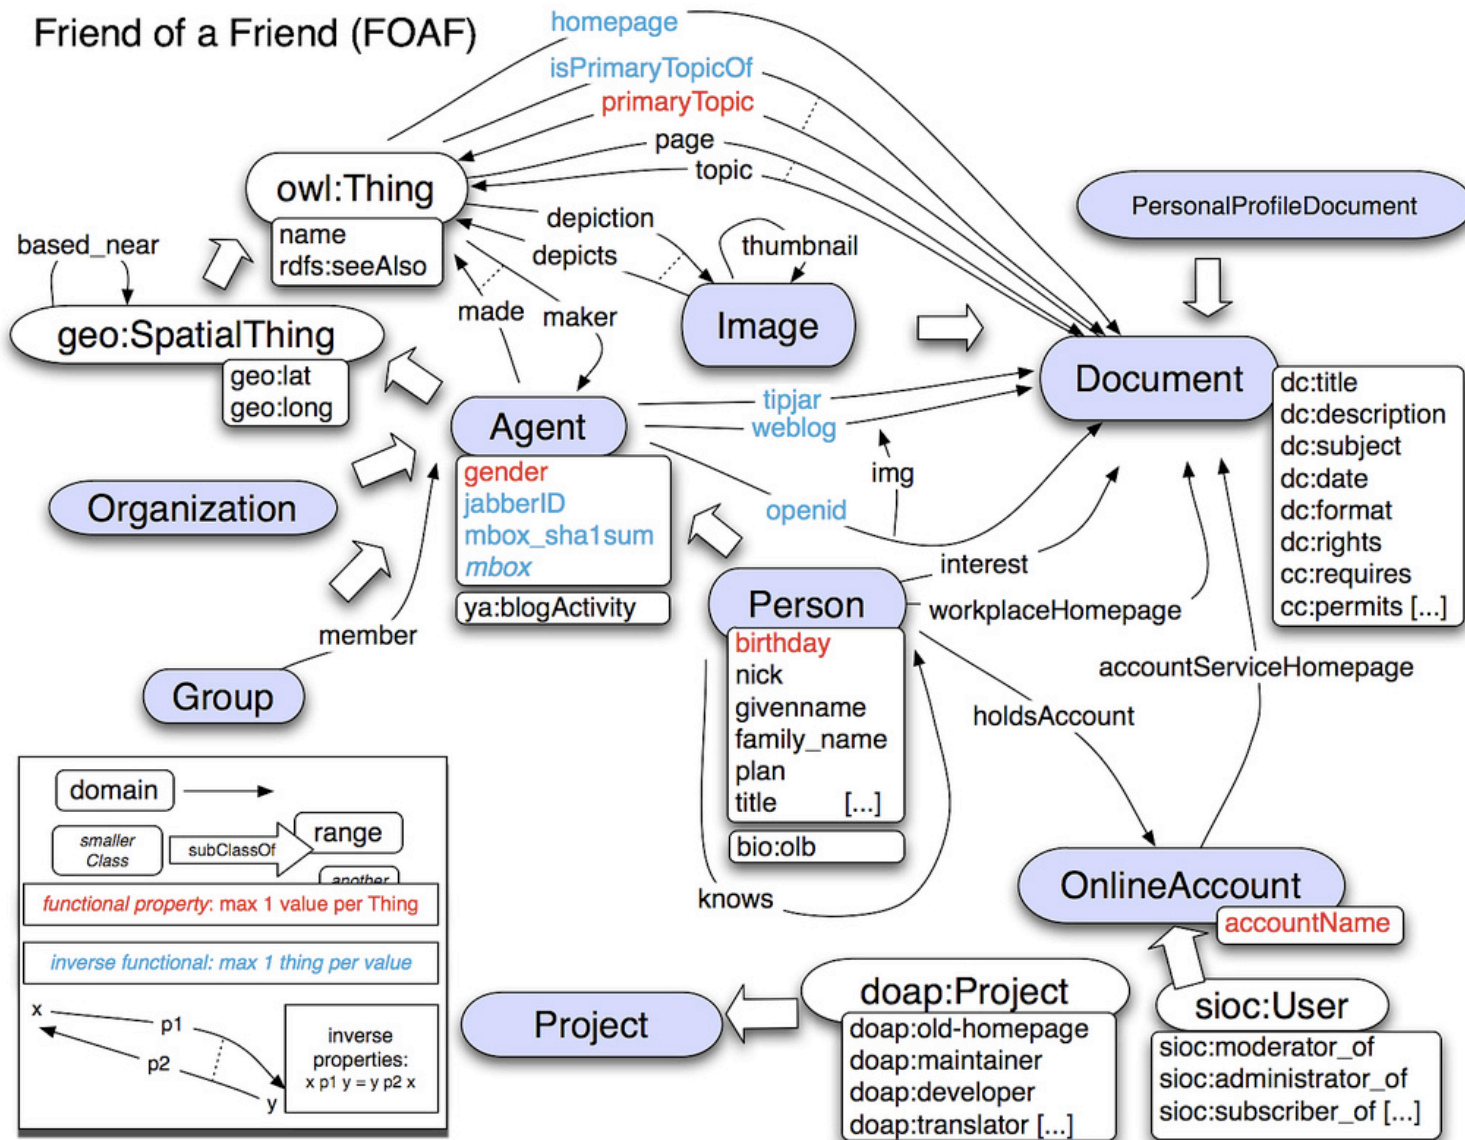 Friend of a Friend (FOAF)
homepage
isPrimaryTopicOf
primaryTopic
page
topic
owl:Thing
name
rdfs:seeAlso
depiction
depicts
thumbnail
PersonalProfileDocument
based_near
made
maker
Image
geo:SpatialThing
geo:lat
geo:long
Document
dc:title
dc:description
dc:subject
dc:date
dc:format
dc:rights
cc:requires
cc:permits [...]
tipjar
weblog
img
openid
Agent
gender
jabberID
mbox_sha1sum
mbox
ya:blogActivity
Organization
member
Group
interest
workplaceHomepage
Person
birthday
nick
givenname
family_name
plan
title [...]
bio:olb
knows
holdsAccount
accountServiceHomepage
OnlineAccount
accountName
domain
smaller
Class
subClassOf
range
another
functional property: max 1 value per Thing
inverse functional: max 1 thing per value
x
p1
p2
y
inverse
properties:
x p1 y = y p2 x
Project
doap:Project
doap:old-homepage
doap:maintainer
doap:developer
doap:translator [...]
sioc:User
sioc:moderator_of
sioc:administrator_of
sioc:subscriber_of [...]